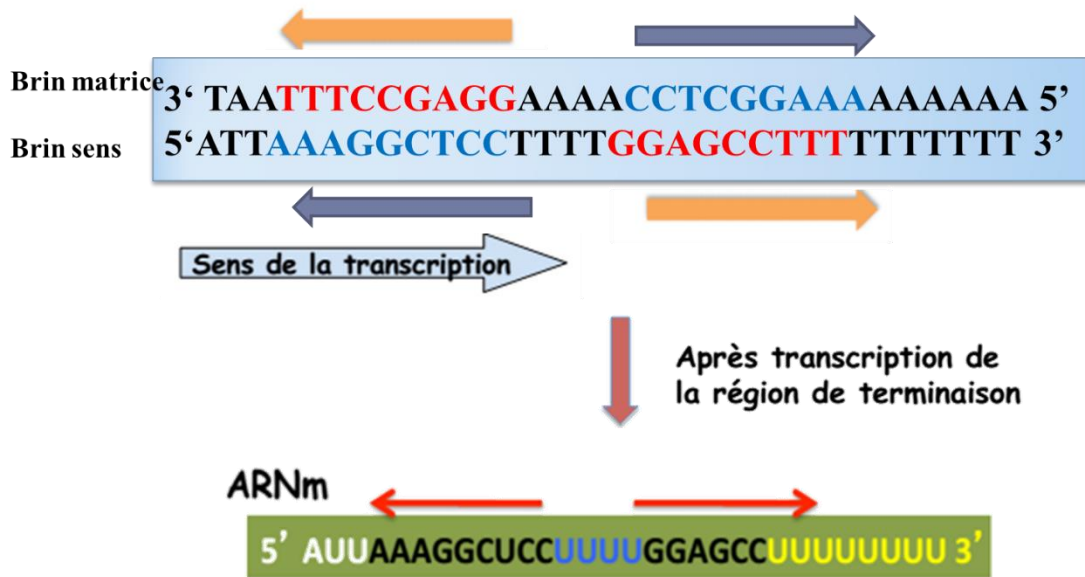 Brin matrice 3‘ TAATTTCCGAGGAAAACCTCGGAAAAAAAAA 5’
Brin sens 5‘ATTAAAGGCTCCTTTTGGAGCCTTTTTTTTTT 3’
Sens de la transcription
Après transcription de
la région de terminaison
ARNm
5’ AUUAAAGGCUCCUUUUGGAGCCUUUUUUUU 3’